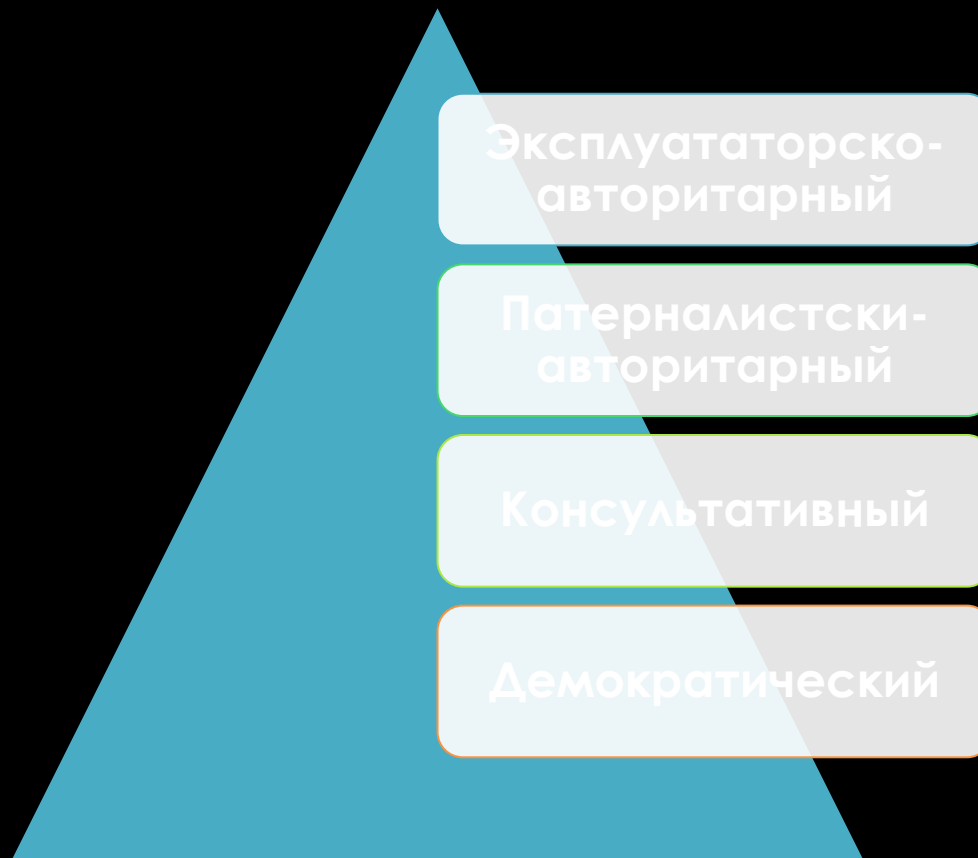 Эксплуататорско-
авторитарный
Патерналистски-
авторитарный
Консультативный
Демократический